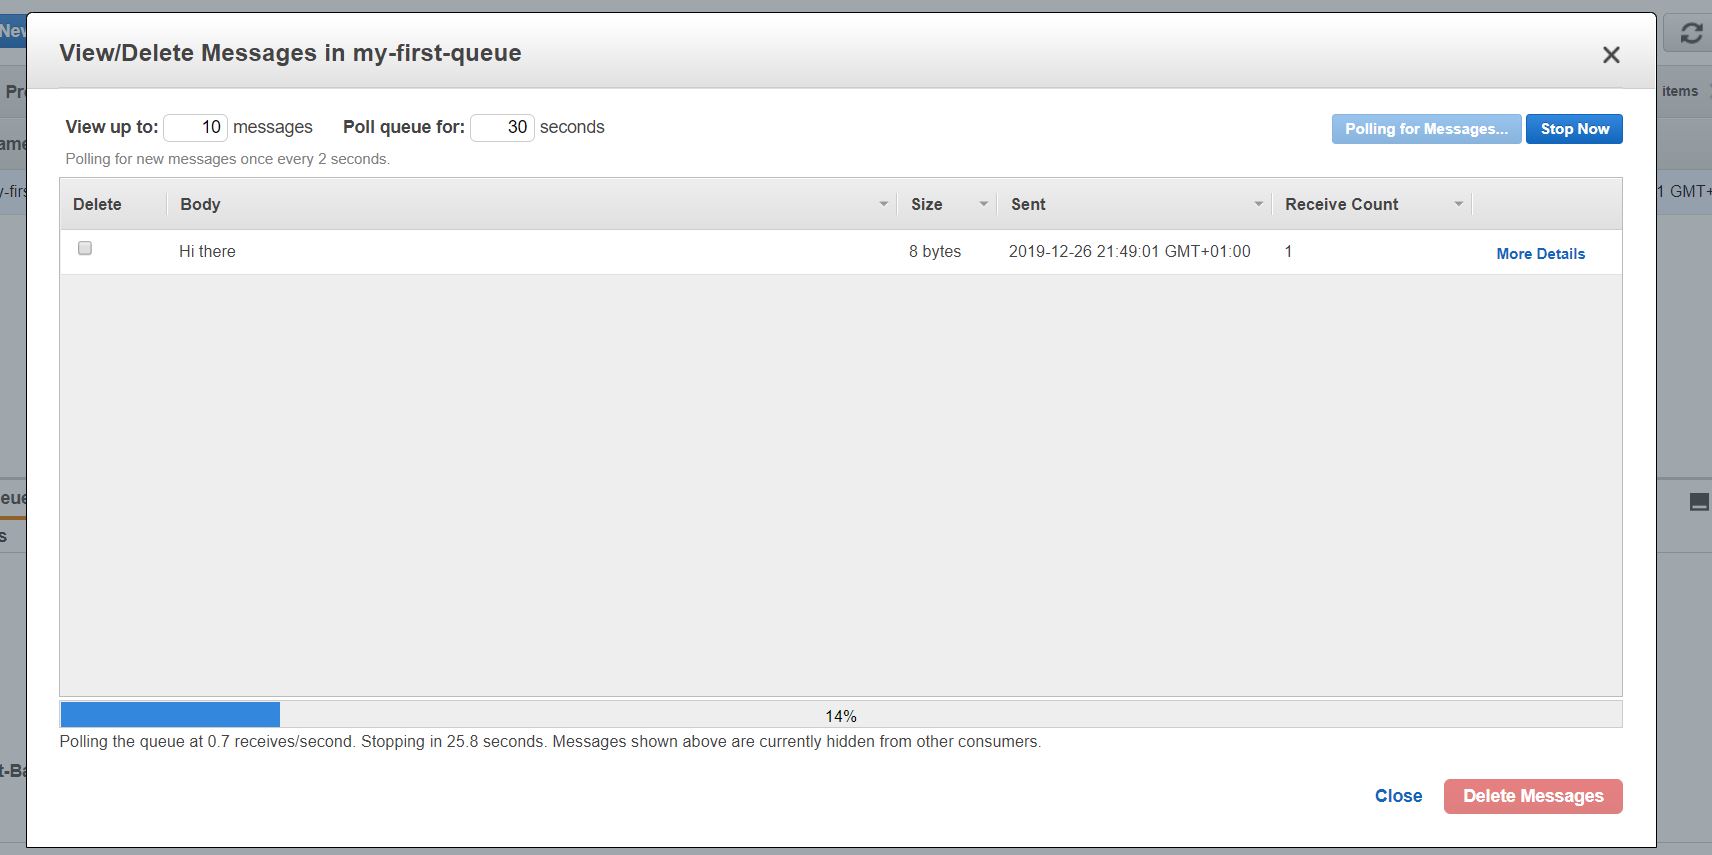 View/Delete Messages in my-first-queue
View up to: 10 messages Poll queue for: 30 seconds
Polling for Messages... Stop Now
Polling for new messages once every 2 seconds.
Delete Body Size Sent Receive Count
Hi there 8 bytes 2019-12-26 21:49:01 GMT+01:00 1 More Details
14%
Polling the queue at 0.7 receives/second. Stopping in 25.8 seconds. Messages shown above are currently hidden from other consumers.
Close Delete Messages
New
items
1 GMT+